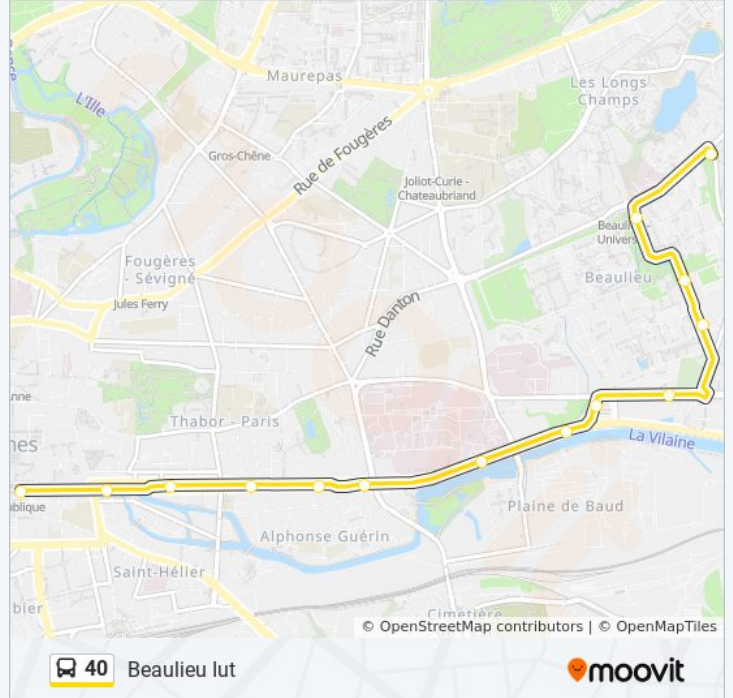 Maurepas
Les Longs
Champs
L'Ille
Gros-Chêne
Rue de Fougères
Joliot-Curie -
Chateaubriand
Fougères
- Sévigné
Beaulieu
Jules Ferry
Rue Danton
Thabor - Paris
La Vilaine
Plaine de Baud
Alphonse Guérin
Saint-Hélier
Cimetière
© OpenStreetMap contributors | © OpenMapTiles
40 Beaulieu Iut
moovit